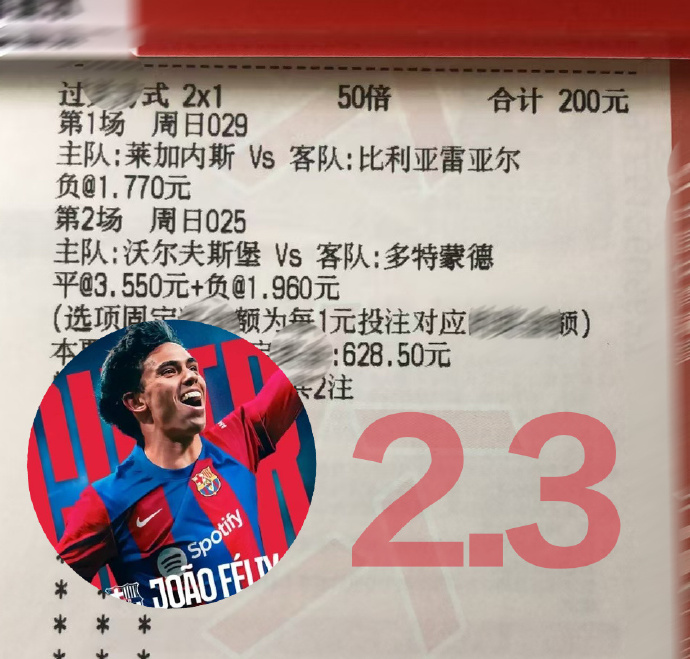 过 式 2x1 50倍 合计 200元
第1场 周日029
主队:莱加内斯 Vs 客队:比利亚雷亚尔
负@1.770元
第2场 周日025
主队:沃尔夫斯堡 Vs 客队:多特蒙德
平@3.550元+负@1.960元
(选项固定 额为每1元投注对应 额)
本票 定 :628.50元
共2注
2.3
Spotify
JOÃO FÉLIX
* * *
* * *
* * *